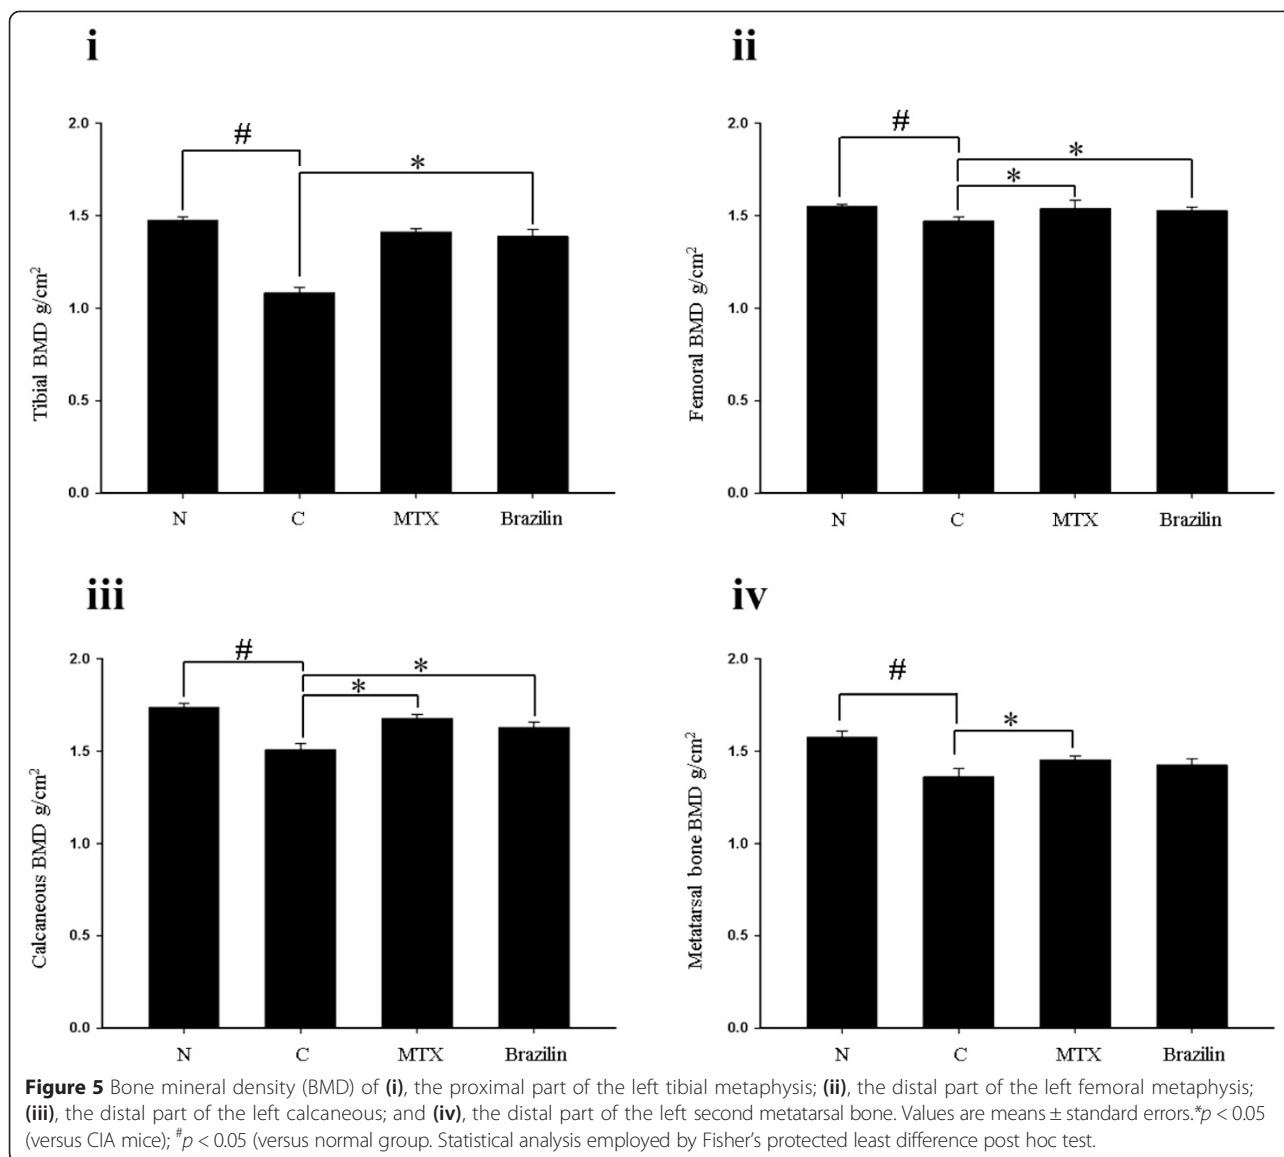 i
#
*
2.0
1.5
1.0
0.5
0.0
Tibial BMD g/cm²
N C MTX Brazilin
ii
#
*
*
2.0
1.5
1.0
0.5
0.0
Femoral BMD g/cm²
N C MTX Brazilin
iii
#
*
*
2.0
1.5
1.0
0.5
0.0
Calcaneous BMD g/cm²
N C MTX Brazilin
iv
#
*
2.0
1.5
1.0
0.5
0.0
Metatarsal bone BMD g/cm²
N C MTX Brazilin
Figure 5 Bone mineral density (BMD) of (i), the proximal part of the left tibial metaphysis; (ii), the distal part of the left femoral metaphysis;
(iii), the distal part of the left calcaneous; and (iv), the distal part of the left second metatarsal bone. Values are means ± standard errors.*p < 0.05
(versus CIA mice); #p < 0.05 (versus normal group. Statistical analysis employed by Fisher's protected least difference post hoc test.